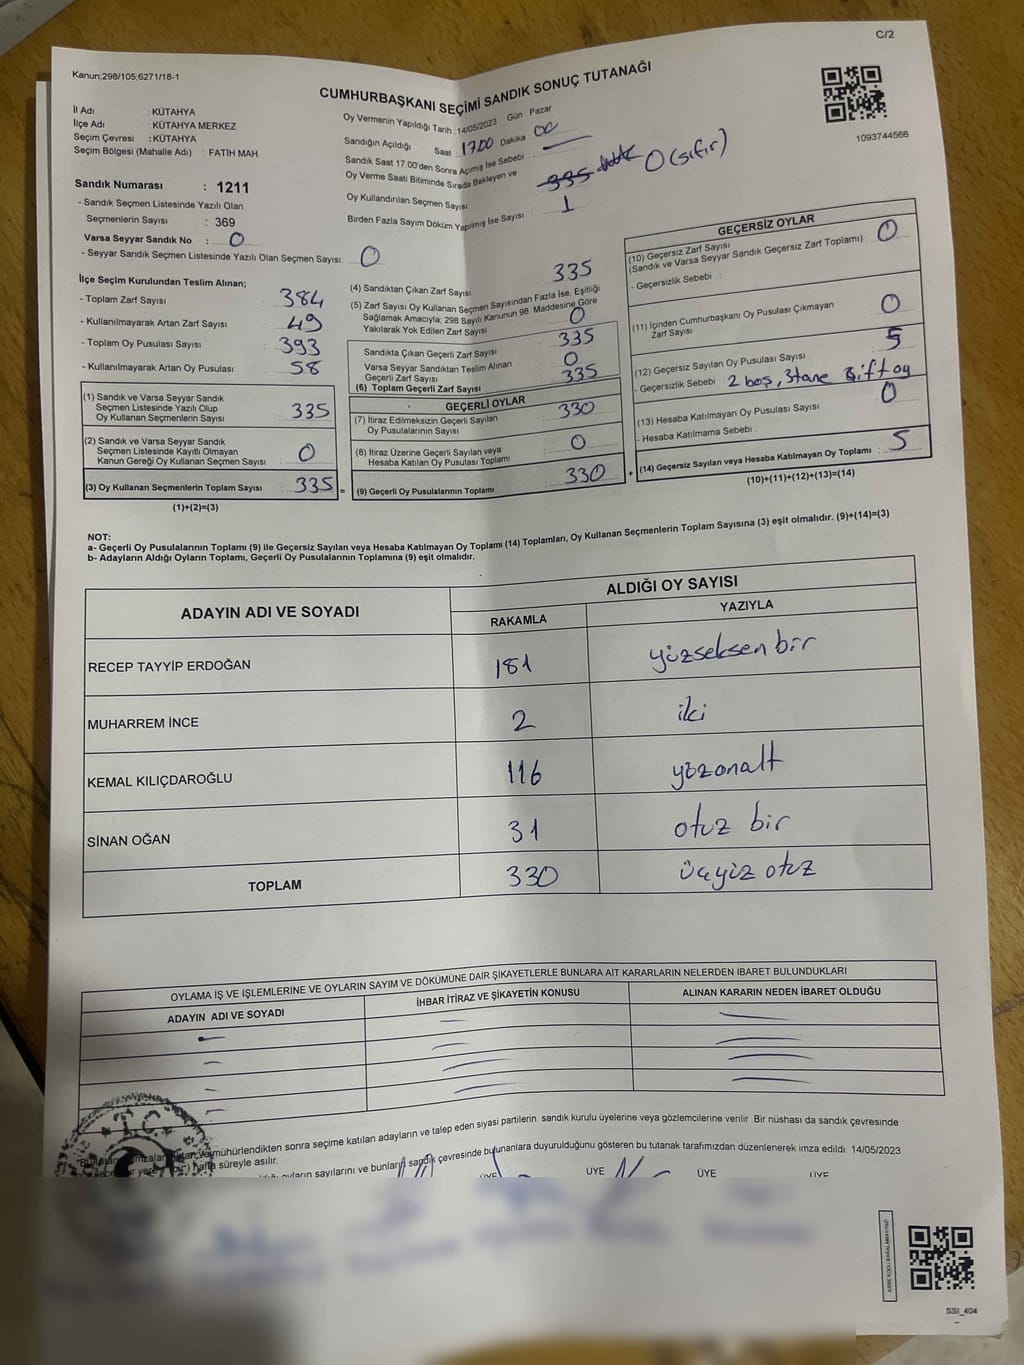 C/2
Kanun;298/105;6271/18-1
CUMHURBAŞKANI SEÇİMİ SANDIK SONUÇ TUTANAĞI
1093744566
İl Adı : KÜTAHYA
İlçe Adı : KÜTAHYA MERKEZ
Seçim Çevresi : KÜTAHYA
Seçim Bölgesi (Mahalle Adı) : FATİH MAH.
Sandık Numarası : 1211
- Sandık Seçmen Listesinde Yazılı Olan
Seçmenlerin Sayısı : 369
Varsa Seyyar Sandık No : 0
- Seyyar Sandık Seçmen Listesinde Yazılı Olan Seçmen Sayısı: 0
Oy Vermenin Yapıldığı Tarih : 14/05/2023 Gün : Pazar
Sandığın Açıldığı Saat : 17.00 Dakika : 00
Sandık Saat 17.00'den Sonra Açımış İse Sebebi : —
Oy Verme Saati Bitiminde Sırada Bekleyen ve
Oy Kullandırılan Seçmen Sayısı : 335 0 (sıfır)
Birden Fazla Sayım Döküm Yapılmış İse Sayısı : 1
İlçe Seçim Kurulundan Teslim Alınan;
- Toplam Zarf Sayısı : 384
- Kullanılmayarak Artan Zarf Sayısı : 49
- Toplam Oy Pusulası Sayısı : 393
- Kullanılmayarak Artan Oy Pusulası : 58
(1) Sandık ve Varsa Seyyar Sandık
Seçmen Listesinde Yazılı Olup
Oy Kullanan Seçmenlerin Sayısı : 335
(2) Sandık ve Varsa Seyyar Sandık
Seçmen Listesinde Kayıtlı Olmayan
Kanun Gereği Oy Kullanan Seçmen Sayısı : 0
(3) Oy Kullanan Seçmenlerin Toplam Sayısı : 335 =
(1)+(2)=(3)
(4) Sandıktan Çıkan Zarf Sayısı : 335
(5) Zarf Sayısı Oy Kullanan Seçmen Sayısından Fazla İse, Eşitliği
Sağlamak Amacıyla, 298 Sayılı Kanunun 98. Maddesine Göre
Yakılarak Yok Edilen Zarf Sayısı : 0
Sandıkta Çıkan Geçerli Zarf Sayısı : 335
Varsa Seyyar Sandıktan Teslim Alınan
Geçerli Zarf Sayısı : 0
(6) Toplam Geçerli Zarf Sayısı : 335
GEÇERLİ OYLAR
(7) İtiraz Edilmeksizin Geçerli Sayılan
Oy Pusulalarının Sayısı : 330
(8) İtiraz Üzerine Geçerli Sayılan veya
Hesaba Katılan Oy Pusulası Toplamı : 0
(9) Geçerli Oy Pusulalarının Toplamı : 330 +
GEÇERSİZ OYLAR
(10) Geçersiz Zarf Sayısı
(Sandık ve Varsa Seyyar Sandık Geçersiz Zarf Toplamı) : 0
- Geçersizlik Sebebi :
(11) İçinden Cumhurbaşkanı Oy Pusulası Çıkmayan
Zarf Sayısı : 0
(12) Geçersiz Sayılan Oy Pusulası Sayısı : 5
- Geçersizlik Sebebi : 2 boş, 3 tane çift oy
(13) Hesaba Katılmayan Oy Pusulası Sayısı : 0
- Hesaba Katılmama Sebebi :
(14) Geçersiz Sayılan veya Hesaba Katılmayan Oy Toplamı : 5
(10)+(11)+(12)+(13)=(14)
NOT:
a- Geçerli Oy Pusulalarının Toplamı (9) ile Geçersiz Sayılan veya Hesaba Katılmayan Oy Toplamı (14) Toplamları, Oy Kullanan Seçmenlerin Toplam Sayısına (3) eşit olmalıdır. (9)+(14)=(3)
b- Adayların Aldığı Oyların Toplamı, Geçerli Oy Pusulalarının Toplamına (9) eşit olmalıdır.
ADAYIN ADI VE SOYADI
ALDIĞI OY SAYISI
RAKAMLA YAZIYLA
RECEP TAYYİP ERDOĞAN 181 yüzseksen bir
MUHARREM İNCE 2 iki
KEMAL KILIÇDAROĞLU 116 yüzonaltı
SİNAN OĞAN 31 otuz bir
TOPLAM 330 üçyüz otuz
OYLAMA İŞ VE İŞLEMLERİNE VE OYLARIN SAYIM VE DÖKÜMÜNE DAİR ŞİKAYETLERLE BUNLARA AİT KARARLARIN NELERDEN İBARET BULUNDUKLARI
ADAYIN ADI VE SOYADI İHBAR İTİRAZ VE ŞİKAYETİN KONUSU ALINAN KARARIN NEDEN İBARET OLDUĞU
T.C.
sandık kurulu üyelerine veya gözlemcilerine verilir Bir nüshası da sandık çevresinde
mühürlendikten sonra seçime katılan adayların ve talep eden siyasi partilerin
hafta süreyle asılır.
oyların sayılarını ve bunların sandık çevresinde bulunanlara duyurulduğunu gösteren bu tutanak tarafımızdan düzenlenerek imza edildi. 14/05/2023
ÜYE ÜYE ÜYE ÜYE
SSI_404